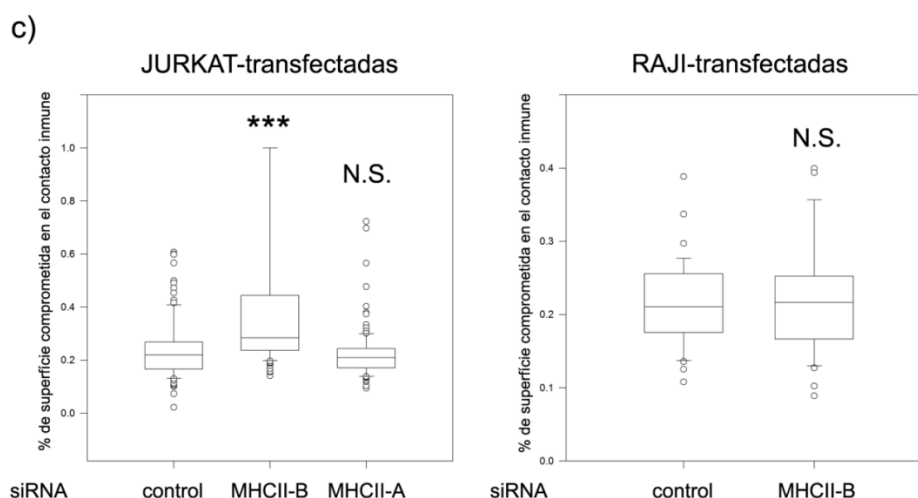 c)
JURKAT-transfectadas
% de superfície comprometida en el contacto inmune
1.0
0.8
0.6
0.4
0.2
0.0
***
N.S.
siRNA control MHCII-B MHCII-A
RAJI-transfectadas
% de superfície comprometida en el contacto inmune
0.4
0.3
0.2
0.1
0.0
N.S.
siRNA control MHCII-B